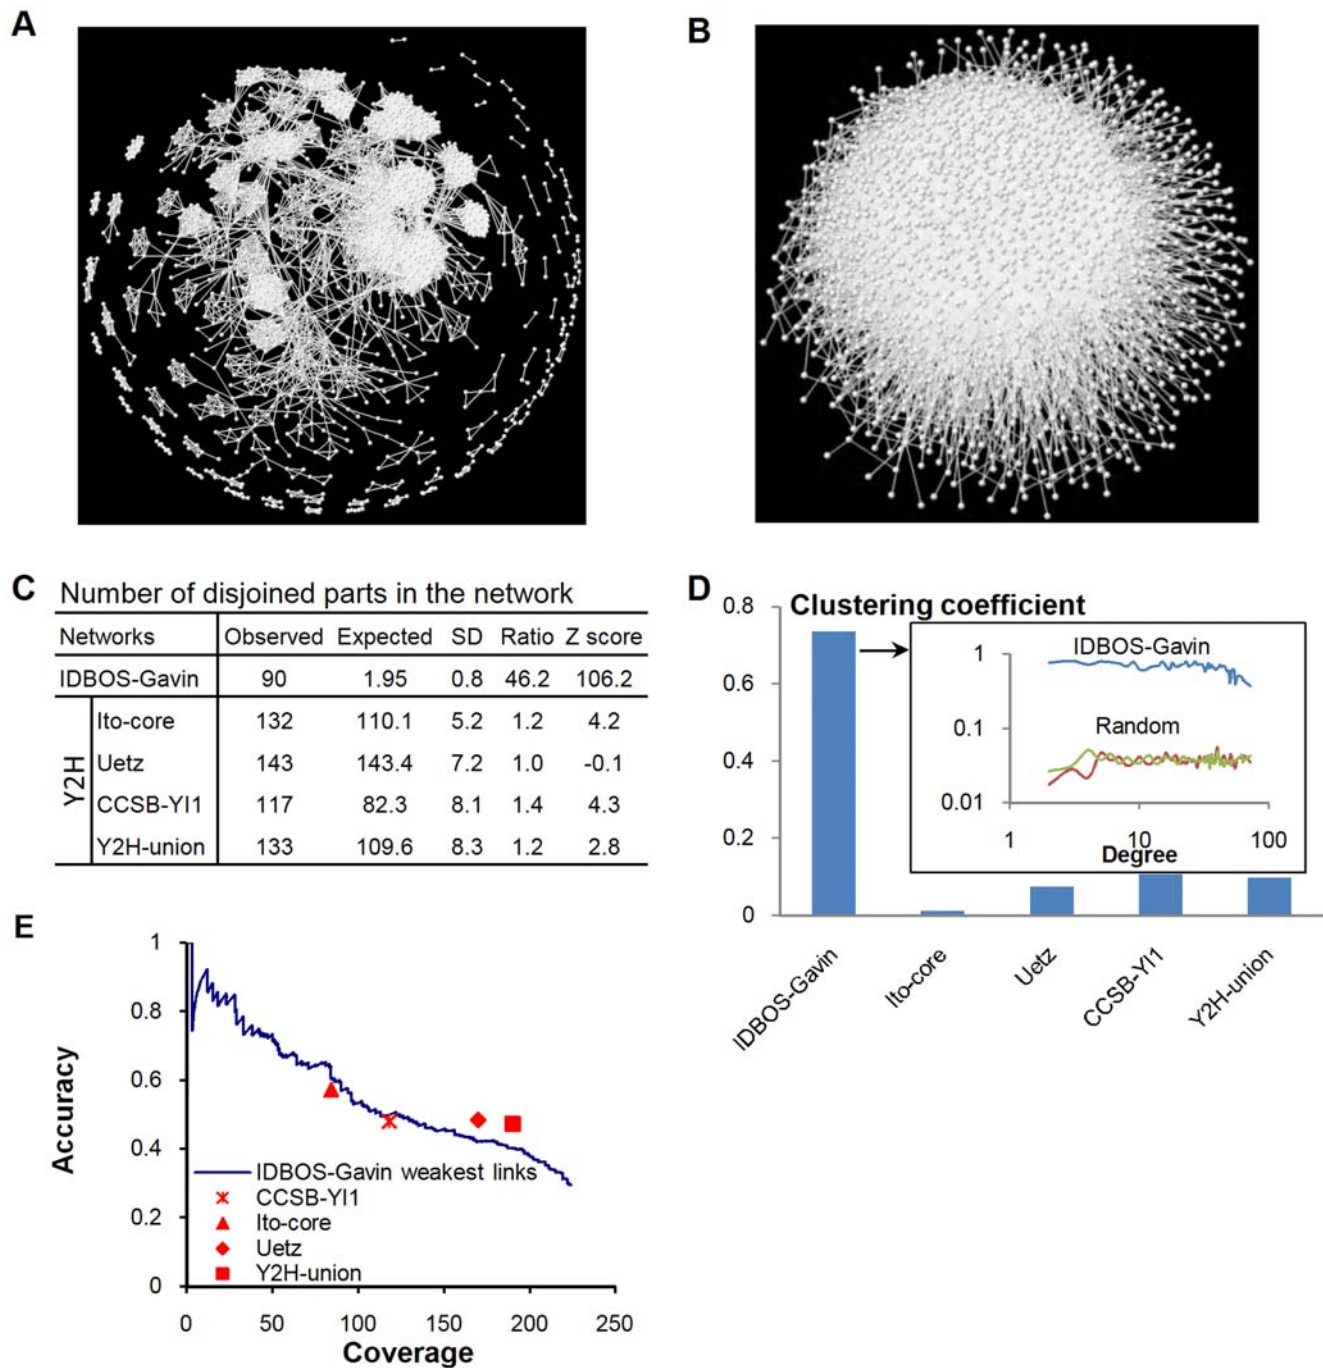 A
B
C
Number of disjoined parts in the network
Networks Observed Expected SD Ratio Z score
IDBOS-Gavin 90 1.95 0.8 46.2 106.2
Y2H
Ito-core 132 110.1 5.2 1.2 4.2
Uetz 143 143.4 7.2 1.0 -0.1
CCSB-YI1 117 82.3 8.1 1.4 4.3
Y2H-union 133 109.6 8.3 1.2 2.8
D
Clustering coefficient
0.8
0.6
0.4
0.2
0
IDBOS-Gavin
Random
1
0.1
0.01
1 10 100
Degree
IDBOS-Gavin
Ito-core
Uetz
CCSB-YI1
Y2H-union
E
Accuracy
1
0.8
0.6
0.4
0.2
0
IDBOS-Gavin weakest links
CCSB-YI1
Ito-core
Uetz
Y2H-union
0 50 100 150 200 250
Coverage